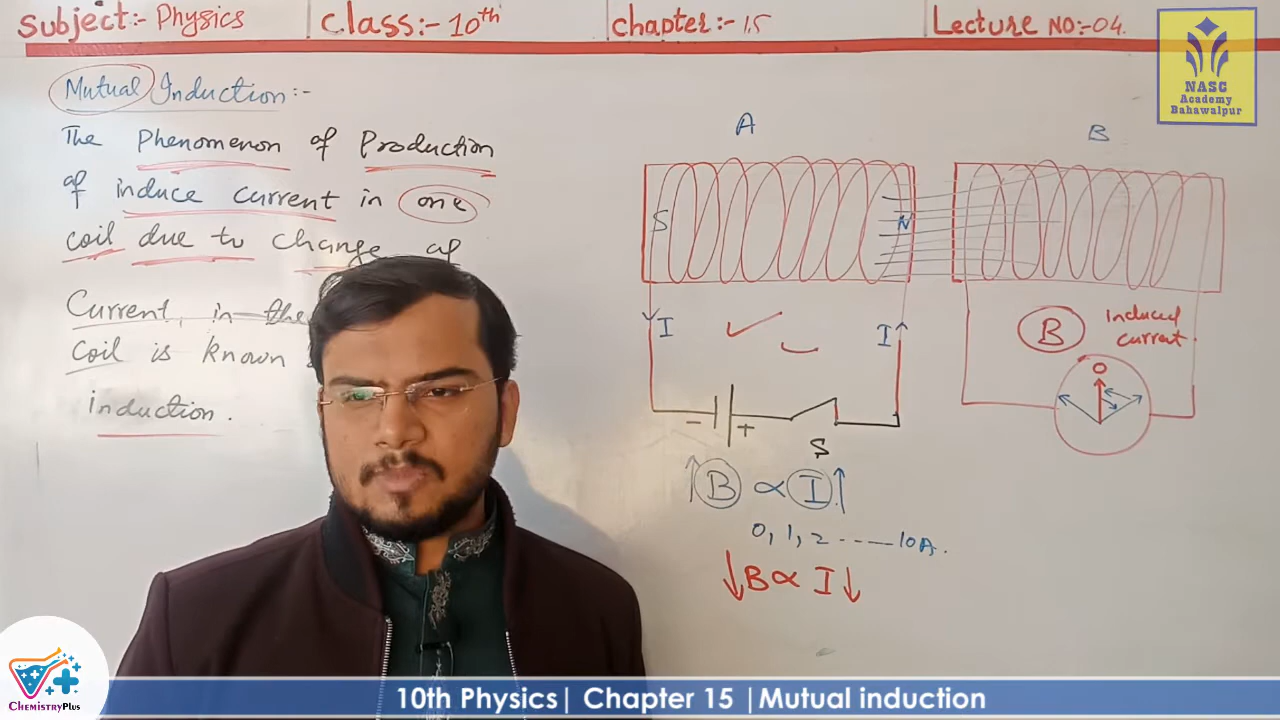 Subject:- Physics
Class:- 10th
Chapter:- 15
Lecture NO:- 04.
NASC
Academy
Bahawalpur
Mutual Induction:-
The Phenomenon of Production
of induce current in one
coil due to change of
Current, in the
coil is known
induction.
A
B
S
N
I
I
B
induced
current.
0
- +
S
B ∝ I
0, 1, 2 ------10A.
B ∝ I
ChemistryPlus
10th Physics| Chapter 15 |Mutual induction